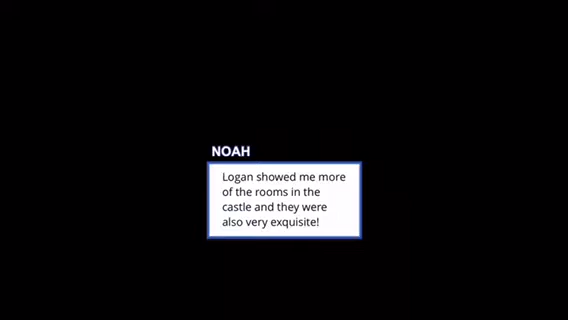 NOAH
Logan showed me more
of the rooms in the
castle and they were
also very exquisite!